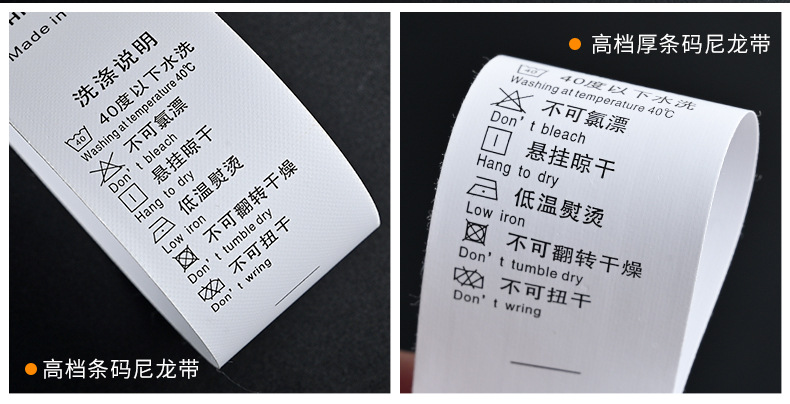 Made in
洗涤说明
40度以下水洗
40
Washing at temperature 40℃
不可氯漂
Don't bleach
悬挂晾干
Hang to dry
低温熨烫
Low iron
不可翻转干燥
Don't tumble dry
不可扭干
Don't wring
高档条码尼龙带
高档厚条码尼龙带
40度以下水洗
40
Washing at temperature 40℃
不可氯漂
Don't bleach
悬挂晾干
Hang to dry
低温熨烫
Low iron
不可翻转干燥
Don't tumble dry
不可扭干
Don't wring